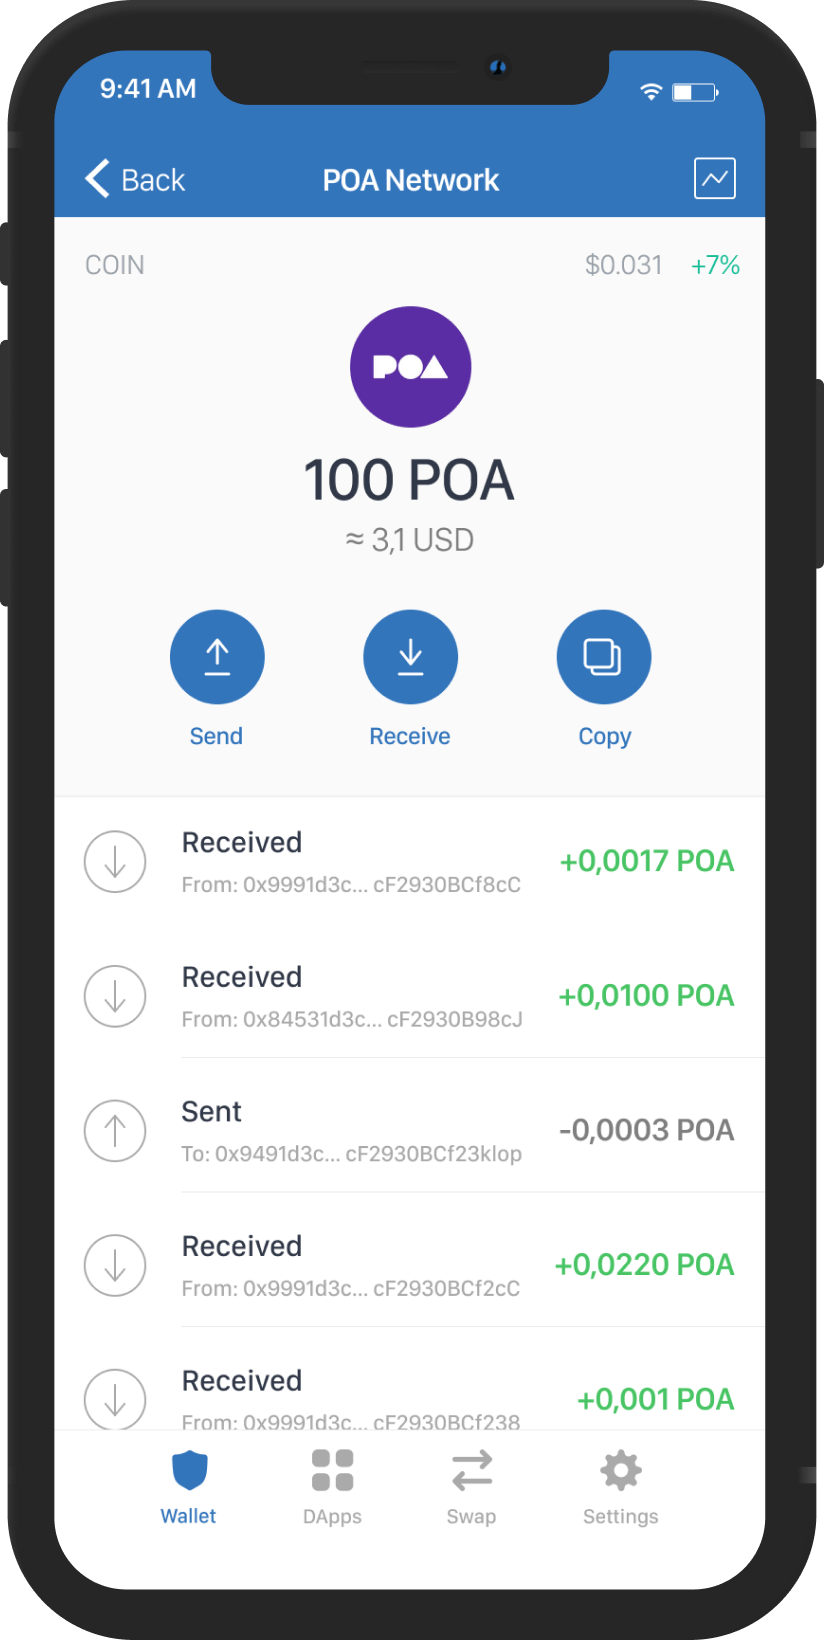 9:41 AM
Back
POA Network
COIN
$0.031 +7%
POA
100 POA
≈ 3,1 USD
Send
Receive
Copy
Received
+0,0017 POA
From: 0x9991d3c... cF2930BCf8cC
Received
+0,0100 POA
From: 0x84531d3c... cF2930B98cJ
Sent
-0,0003 POA
To: 0x9491d3c... cF2930BCf23klop
Received
+0,0220 POA
From: 0x9991d3c... cF2930BCf2cC
Received
+0,001 POA
From: 0x9991d3c... cF2930BCf238
Wallet
DApps
Swap
Settings